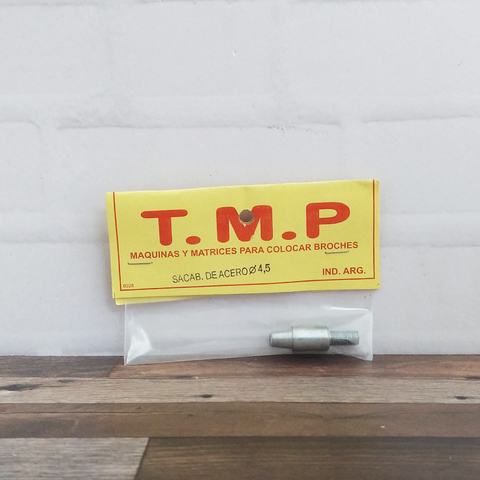 T.M.P
MAQUINAS Y MATRICES PARA COLOCAR BROCHES
SACAB. DE ACERO Ø 4,5
IND. ARG.